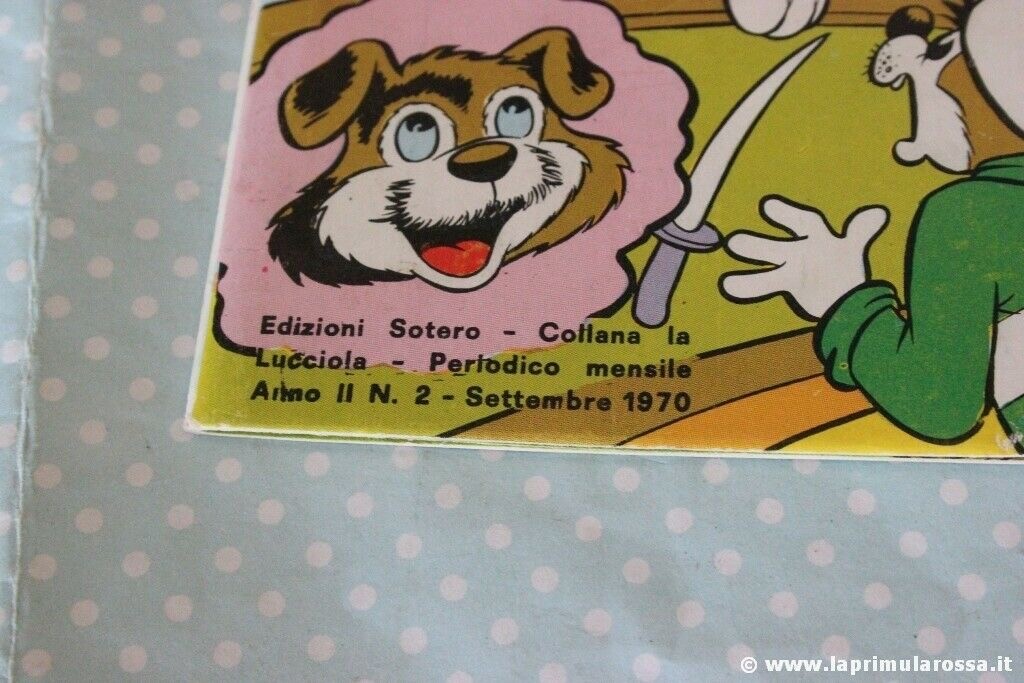 Edizioni Sotero - Collana la
Lucciola - Periodico mensile
Anno II N. 2 - Settembre 1970
© www.laprimularossa.it